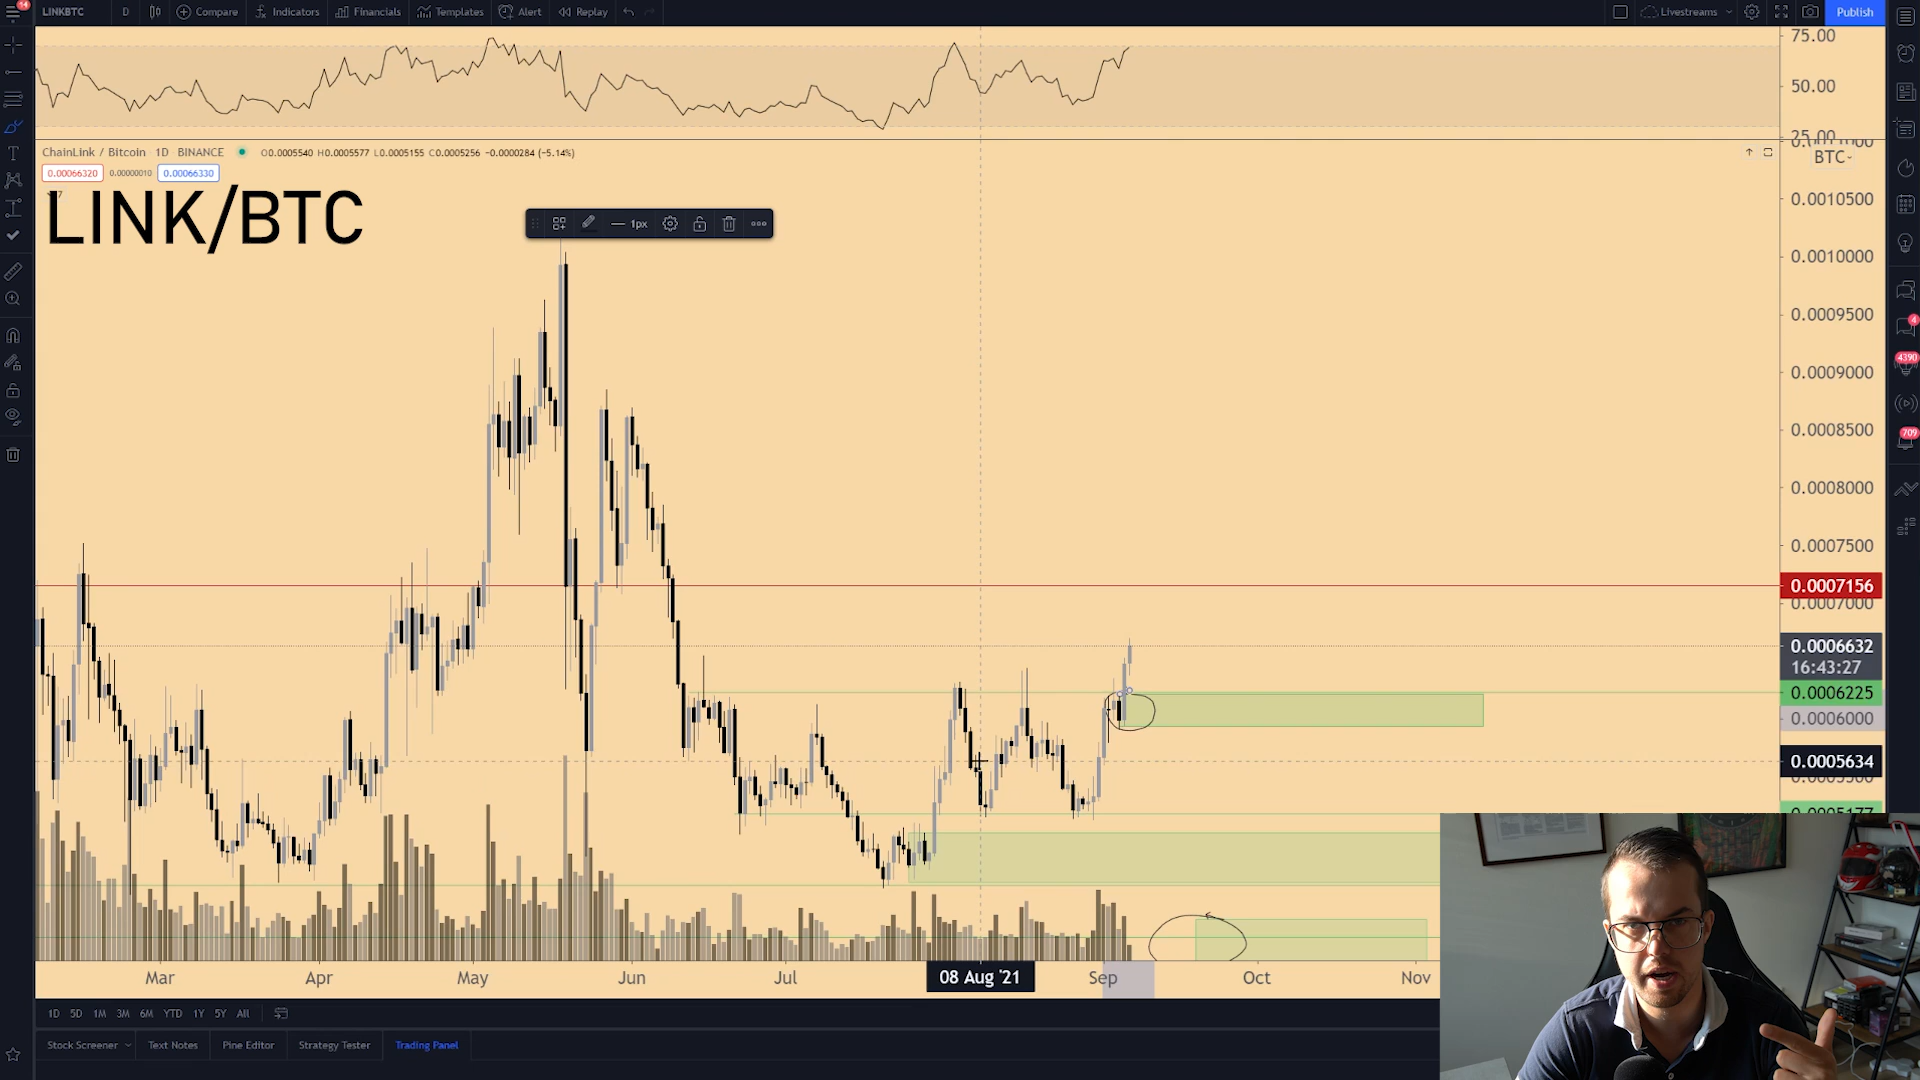 14
LINKBTC D Compare Indicators Financials Templates Alert Replay Livestreams Publish
75.00
50.00
25.00
ChainLink / Bitcoin 1D BINANCE O0.0005540 H0.0005577 L0.0005155 C0.0005256 -0.0000284 (-5.14%)
BTC
0.00066320 0.00000010 0.00066330
7
LINK/BTC
1px
0.0010500
0.0010000
0.0009500
0.0009000
0.0008500
0.0008000
0.0007500
0.0007156
0.0007000
0.0006632
16:43:27
0.0006225
0.0006000
0.0005634
4
4390
709
Mar Apr May Jun Jul 08 Aug '21 Sep Oct Nov
1D 5D 1M 3M 6M YTD 1Y 5Y All
Stock Screener Text Notes Pine Editor Strategy Tester Trading Panel